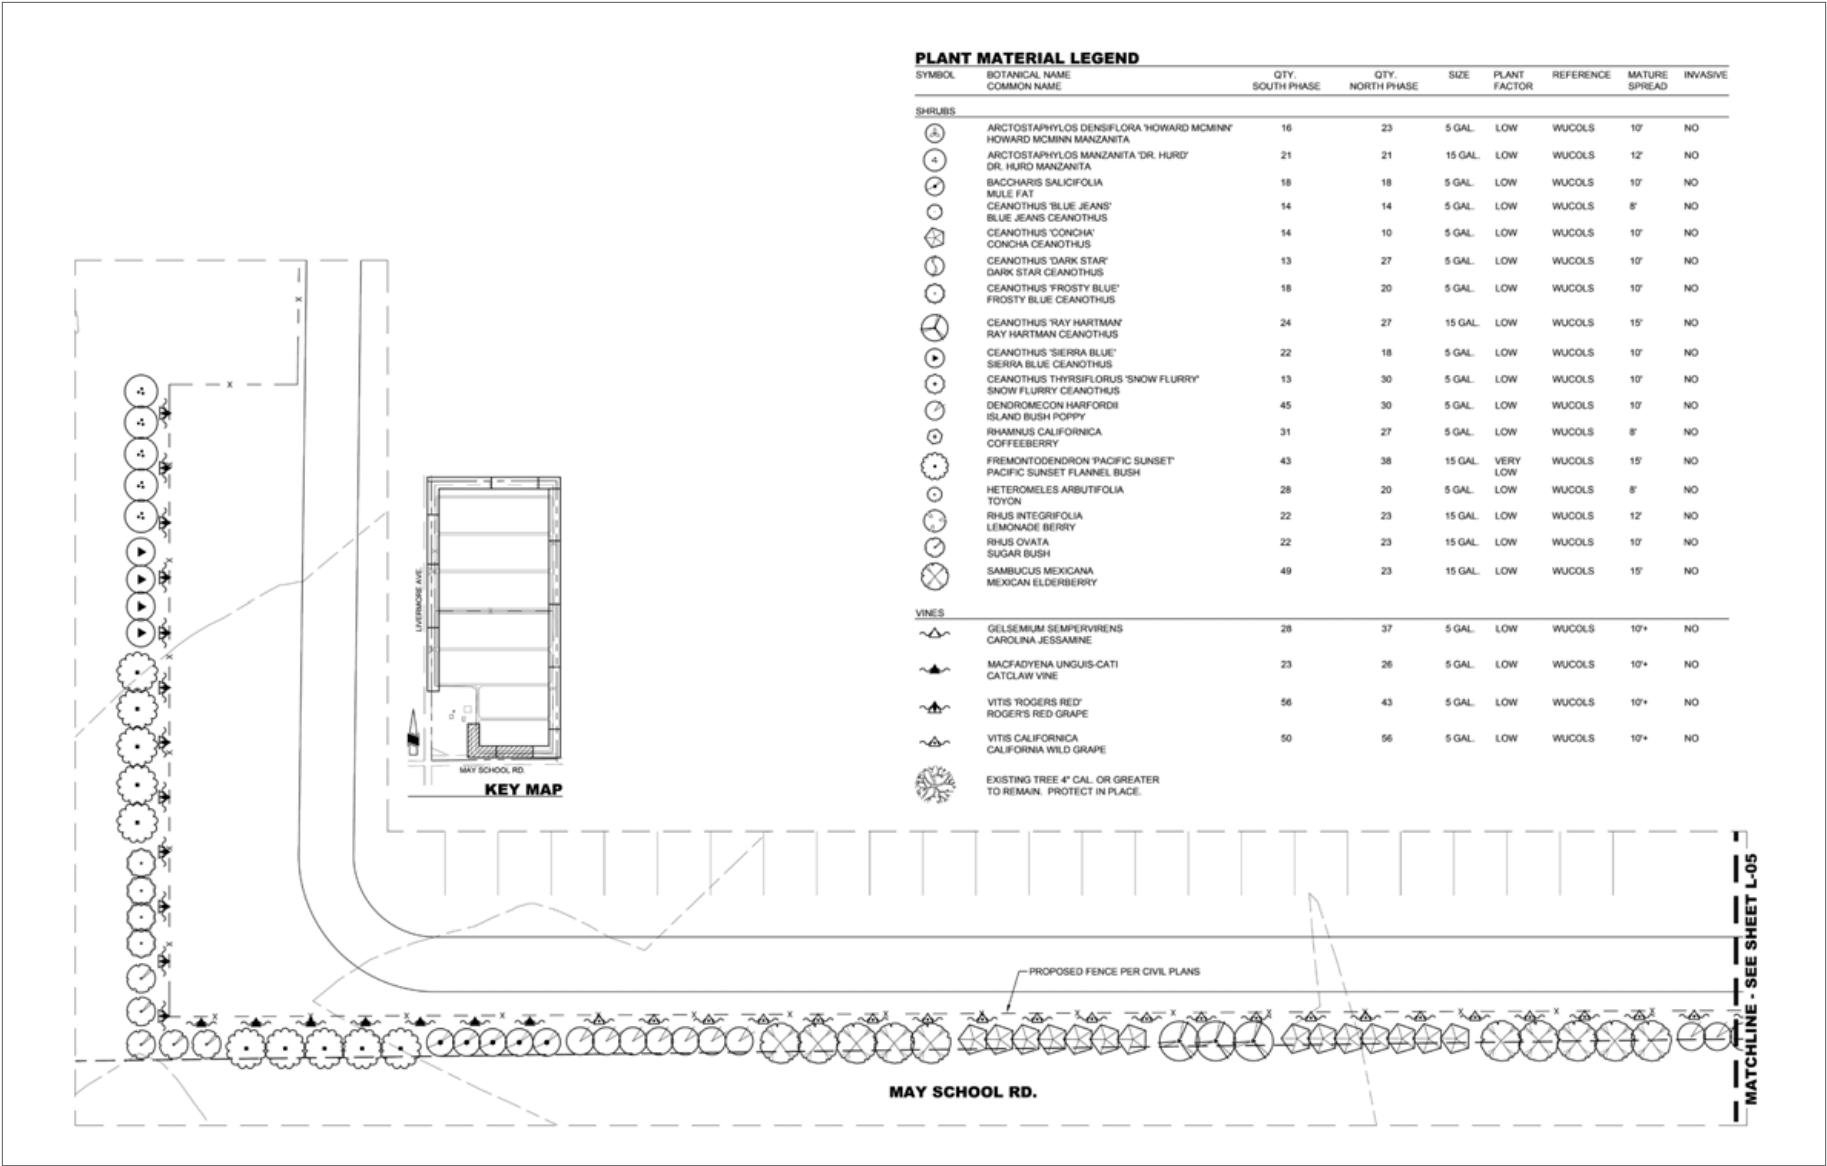 PLANT MATERIAL LEGEND
SYMBOL BOTANICAL NAME QTY. QTY. SIZE PLANT REFERENCE MATURE INVASIVE
COMMON NAME SOUTH PHASE NORTH PHASE FACTOR SPREAD
SHRUBS
ARCTOSTAPHYLOS DENSIFLORA 'HOWARD MCMINN' 16 23 5 GAL. LOW WUCOLS 10' NO
HOWARD MCMINN MANZANITA
ARCTOSTAPHYLOS MANZANITA 'DR. HURD' 21 21 15 GAL. LOW WUCOLS 12' NO
DR. HURD MANZANITA
BACCHARIS SALICIFOLIA 18 18 5 GAL. LOW WUCOLS 10' NO
MULE FAT
CEANOTHUS 'BLUE JEANS' 14 14 5 GAL. LOW WUCOLS 8' NO
BLUE JEANS CEANOTHUS
CEANOTHUS 'CONCHA' 14 10 5 GAL. LOW WUCOLS 10' NO
CONCHA CEANOTHUS
CEANOTHUS 'DARK STAR' 13 27 5 GAL. LOW WUCOLS 10' NO
DARK STAR CEANOTHUS
CEANOTHUS 'FROSTY BLUE' 18 20 5 GAL. LOW WUCOLS 10' NO
FROSTY BLUE CEANOTHUS
CEANOTHUS 'RAY HARTMAN' 24 27 15 GAL. LOW WUCOLS 15' NO
RAY HARTMAN CEANOTHUS
CEANOTHUS 'SIERRA BLUE' 22 18 5 GAL. LOW WUCOLS 10' NO
SIERRA BLUE CEANOTHUS
CEANOTHUS THYRSIFLORUS 'SNOW FLURRY' 13 30 5 GAL. LOW WUCOLS 10' NO
SNOW FLURRY CEANOTHUS
DENDROMECON HARFORDII 45 30 5 GAL. LOW WUCOLS 10' NO
ISLAND BUSH POPPY
RHAMNUS CALIFORNICA 31 27 5 GAL. LOW WUCOLS 8' NO
COFFEEBERRY
FREMONTODENDRON 'PACIFIC SUNSET' 43 38 15 GAL. VERY WUCOLS 15' NO
PACIFIC SUNSET FLANNEL BUSH LOW
HETEROMELES ARBUTIFOLIA 28 20 5 GAL. LOW WUCOLS 8' NO
TOYON
RHUS INTEGRIFOLIA 22 23 15 GAL. LOW WUCOLS 12' NO
LEMONADE BERRY
RHUS OVATA 22 23 15 GAL. LOW WUCOLS 10' NO
SUGAR BUSH
SAMBUCUS MEXICANA 49 23 15 GAL. LOW WUCOLS 15' NO
MEXICAN ELDERBERRY
VINES
GELSEMIUM SEMPERVIRENS 28 37 5 GAL. LOW WUCOLS 10'+ NO
CAROLINA JESSAMINE
MACFADYENA UNGUIS-CATI 23 26 5 GAL. LOW WUCOLS 10'+ NO
CATCLAW VINE
VITIS 'ROGERS RED' 56 43 5 GAL. LOW WUCOLS 10'+ NO
ROGER'S RED GRAPE
VITIS CALIFORNICA 50 56 5 GAL. LOW WUCOLS 10'+ NO
CALIFORNIA WILD GRAPE
EXISTING TREE 4" CAL. OR GREATER
TO REMAIN. PROTECT IN PLACE.
LIVERMORE AVE.
MAY SCHOOL RD.
KEY MAP
PROPOSED FENCE PER CIVIL PLANS
MAY SCHOOL RD.
MATCHLINE - SEE SHEET L-05